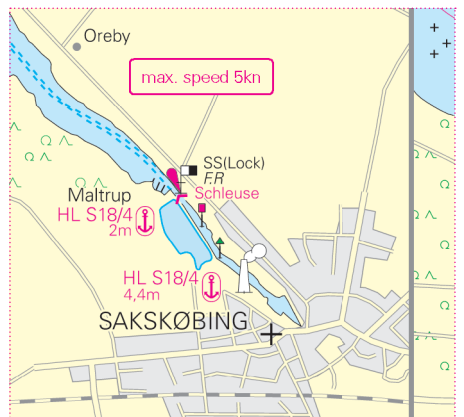 Oreby
max. speed 5kn
SS(Lock)
F.R
Schleuse
Maltrup
HL S18/4
2m
HL S18/4
4,4m
SAKSKØBING